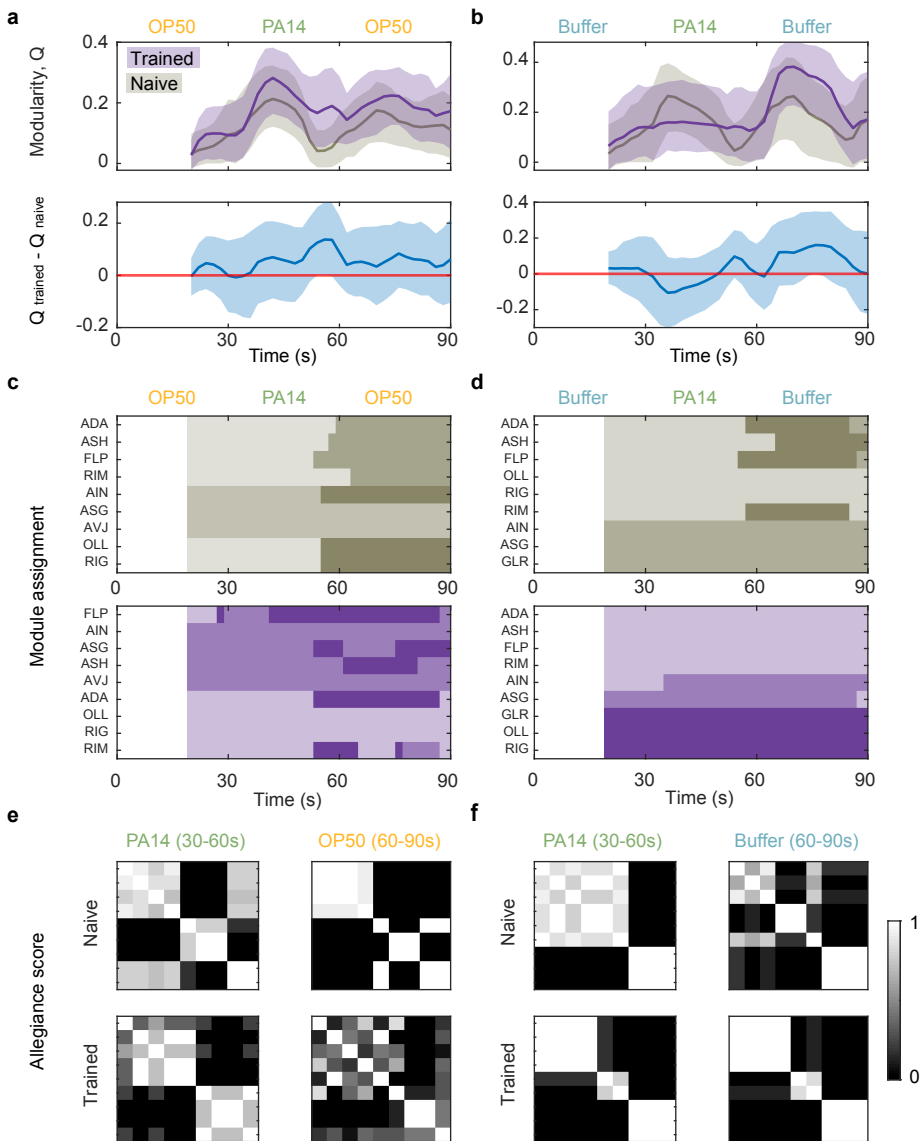 a
OP50 PA14 OP50
Modularity, Q
0.4
0.2
0
Trained
Naive
Q trained - Q naive
0.2
0
-0.2
0 30 60 90
Time (s)
b
Buffer PA14 Buffer
0.4
0.2
0
0.2
0
-0.2
0 30 60 90
Time (s)
c
OP50 PA14 OP50
Module assignment
ADA
ASH
FLP
RIM
AIN
ASG
AVJ
OLL
RIG
0 30 60 90
FLP
AIN
ASG
ASH
AVJ
ADA
OLL
RIG
RIM
0 30 60 90
Time (s)
d
Buffer PA14 Buffer
ADA
ASH
FLP
OLL
RIG
RIM
AIN
ASG
GLR
0 30 60 90
ADA
ASH
FLP
RIM
AIN
ASG
GLR
OLL
RIG
0 30 60 90
Time (s)
e
PA14 (30-60s) OP50 (60-90s)
Allegiance score
Naive
Trained
f
PA14 (30-60s) Buffer (60-90s)
Naive
Trained
1
0